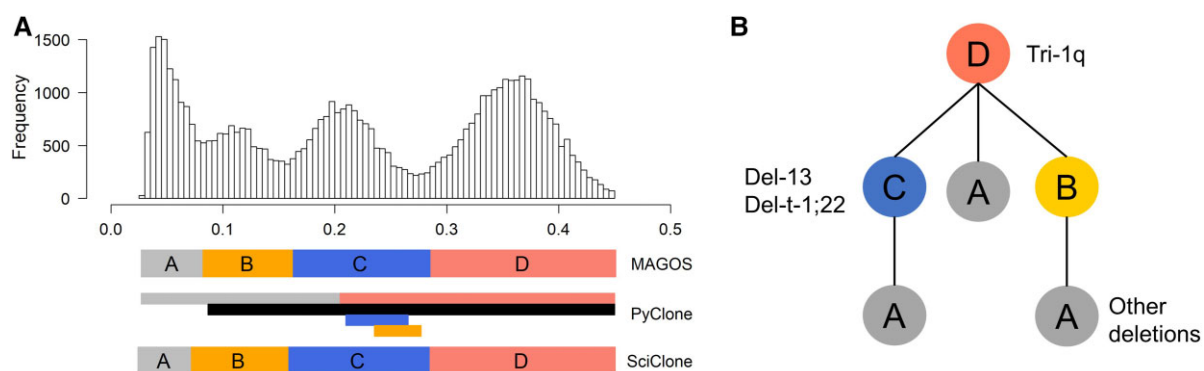 A
Frequency
1500
1000
500
0
0.0 0.1 0.2 0.3 0.4 0.5
A B C D MAGOS
PyClone
A B C D SciClone
B
D Tri-1q
Del-13
Del-t-1;22
C A B
A A
Other
deletions